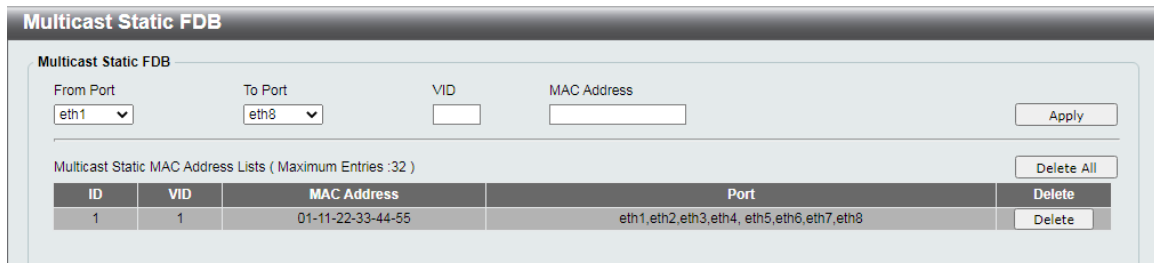 Multicast Static FDB
Multicast Static FDB
From Port To Port VID MAC Address
eth1 eth8 Apply
Multicast Static MAC Address Lists ( Maximum Entries :32 ) Delete All
ID VID MAC Address Port Delete
1 1 01-11-22-33-44-55 eth1,eth2,eth3,eth4, eth5,eth6,eth7,eth8 Delete